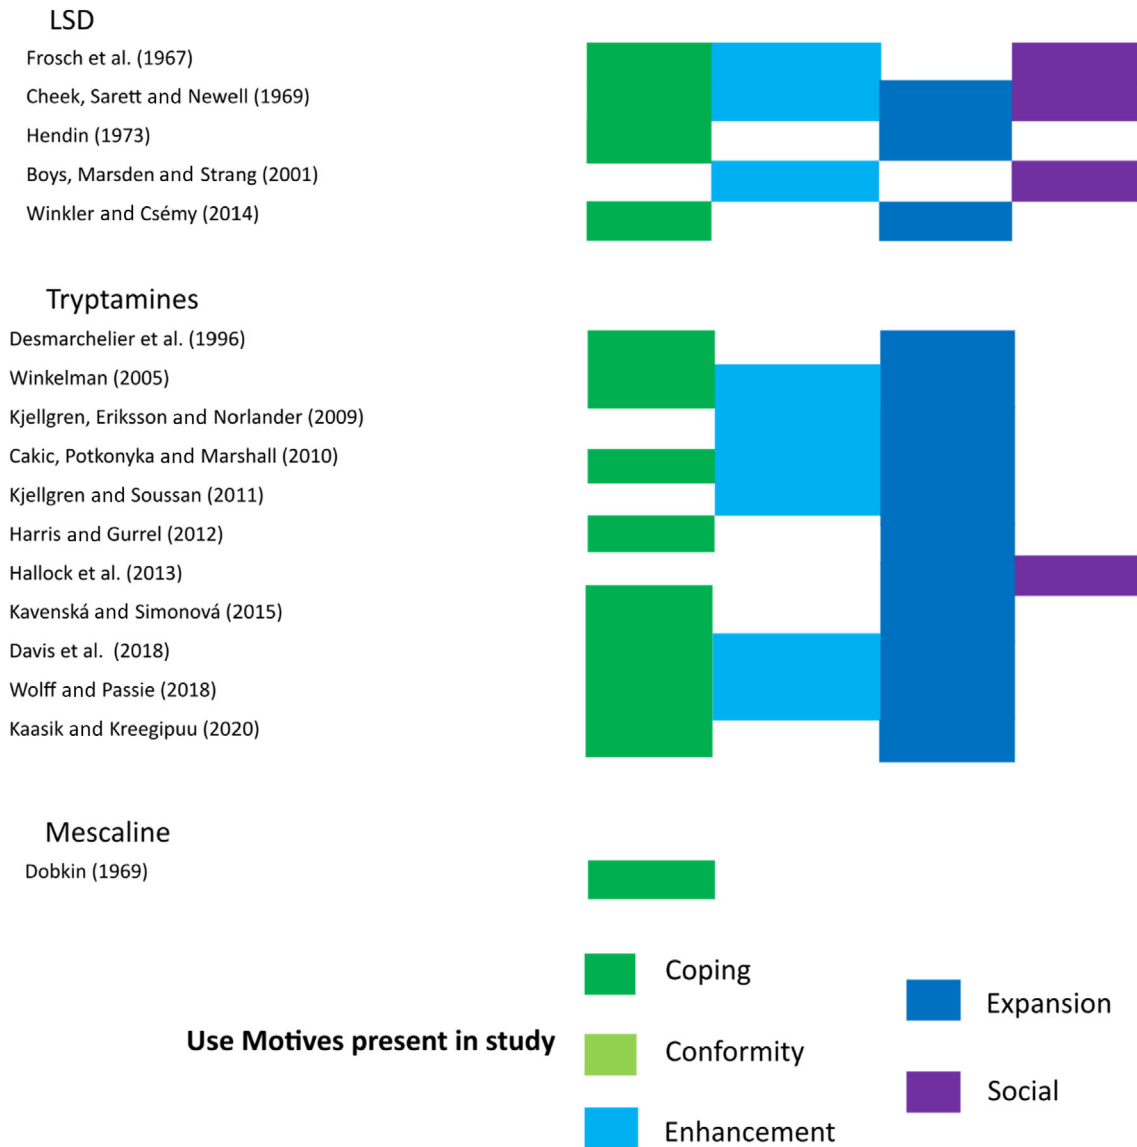 LSD
Frosch et al. (1967)
Cheek, Sarett and Newell (1969)
Hendin (1973)
Boys, Marsden and Strang (2001)
Winkler and Csémy (2014)
Tryptamines
Desmarchelier et al. (1996)
Winkelman (2005)
Kjellgren, Eriksson and Norlander (2009)
Cakic, Potkonyka and Marshall (2010)
Kjellgren and Soussan (2011)
Harris and Gurrel (2012)
Hallock et al. (2013)
Kavenská and Simonová (2015)
Davis et al. (2018)
Wolff and Passie (2018)
Kaasik and Kreegipuu (2020)
Mescaline
Dobkin (1969)
Use Motives present in study
Coping
Conformity
Enhancement
Expansion
Social